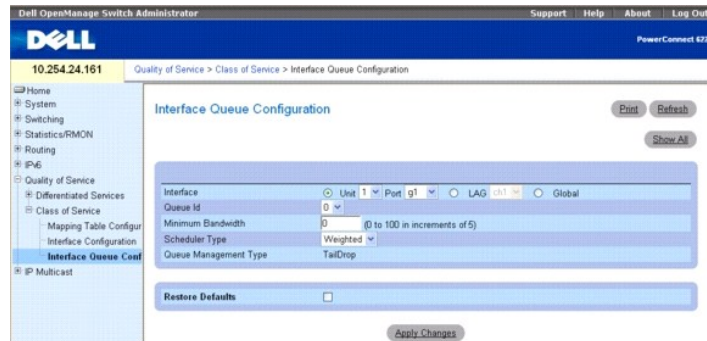 Dell OpenManage Switch Administrator
Support Help About Log Out
DELL
PowerConnect
10.254.24.161
Quality of Service > Class of Service > Interface Queue Configuration
Home
System
Switching
Statistics/RMON
Routing
IPv6
Quality of Service
Differentiated Services
Class of Service
Mapping Table Configur
Interface Configuration
Interface Queue Conf
IP Multicast
Interface Queue Configuration
Print Refresh
Show All
Interface Unit 1 Port g1 LAG ch1 Global
Queue Id 0
Minimum Bandwidth 0 (0 to 100 in increments of 5)
Scheduler Type Weighted
Queue Management Type TailDrop
Restore Defaults
Apply Changes